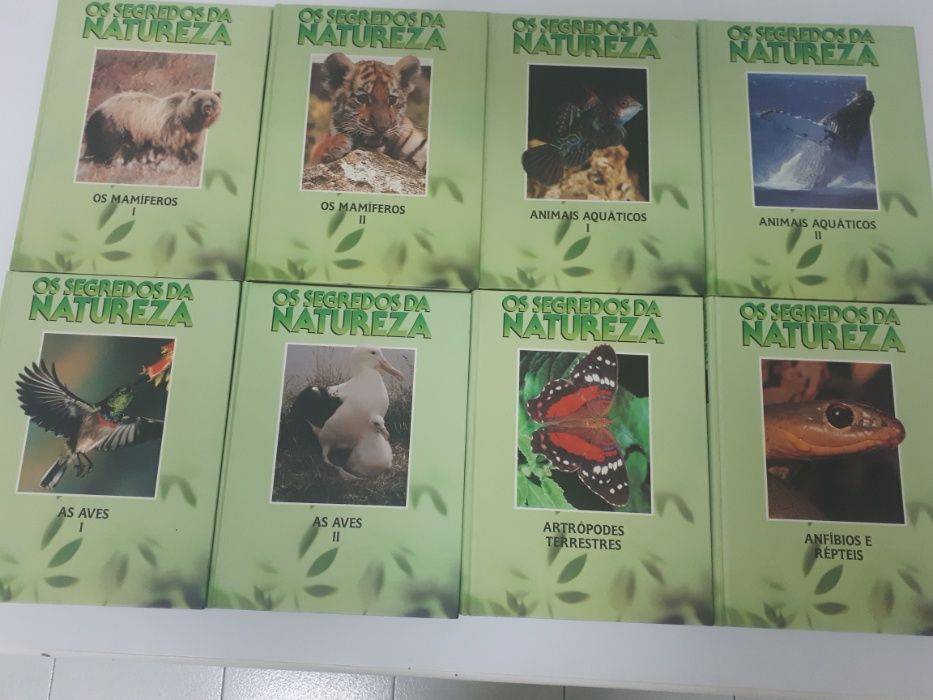 OS SEGREDOS DA
NATUREZA
OS MAMÍFEROS
I
OS SEGREDOS DA
NATUREZA
OS MAMÍFEROS
II
OS SEGREDOS DA
NATUREZA
ANIMAIS AQUÁTICOS
I
OS SEGREDOS DA
NATUREZA
ANIMAIS AQUÁTICOS
II
OS SEGREDOS DA
NATUREZA
AS AVES
I
OS SEGREDOS DA
NATUREZA
AS AVES
II
OS SEGREDOS DA
NATUREZA
ARTRÓPODES
TERRESTRES
OS SEGREDOS DA
NATUREZA
ANFÍBIOS E
RÉPTEIS